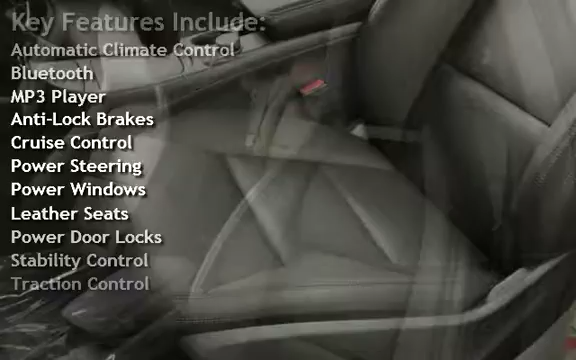 Key Features Include:
Automatic Climate Control
Bluetooth
MP3 Player
Anti-Lock Brakes
Cruise Control
Power Steering
Power Windows
Leather Seats
Power Door Locks
Stability Control
Traction Control